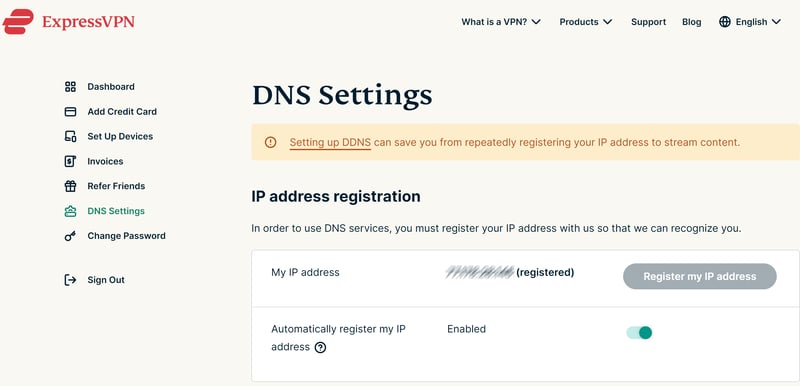 ExpressVPN
What is a VPN?
Products
Support
Blog
English
Dashboard
Add Credit Card
Set Up Devices
Invoices
Refer Friends
DNS Settings
Change Password
Sign Out
DNS Settings
Setting up DDNS can save you from repeatedly registering your IP address to stream content.
IP address registration
In order to use DNS services, you must register your IP address with us so that we can recognize you.
My IP address
(registered)
Register my IP address
Automatically register my IP
address
Enabled